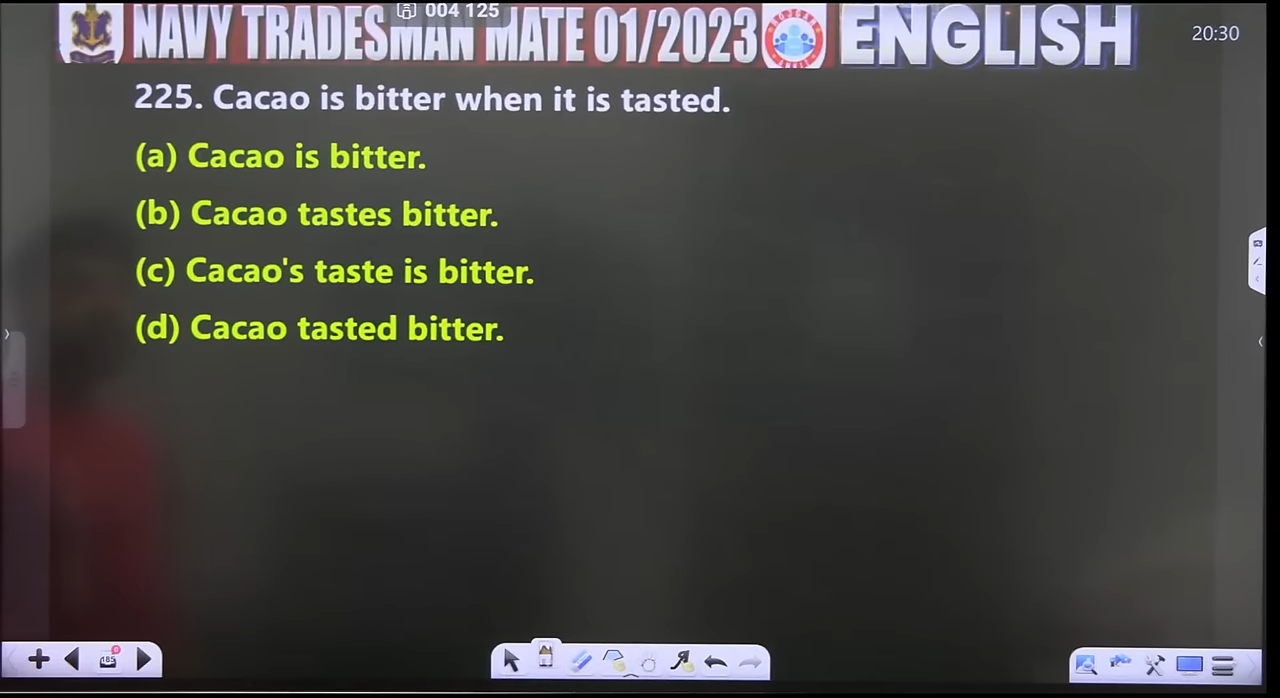 004 125
NAVY TRADESMAN MATE 01/2023 ENGLISH
20:30
225. Cacao is bitter when it is tasted.
(a) Cacao is bitter.
(b) Cacao tastes bitter.
(c) Cacao's taste is bitter.
(d) Cacao tasted bitter.
185